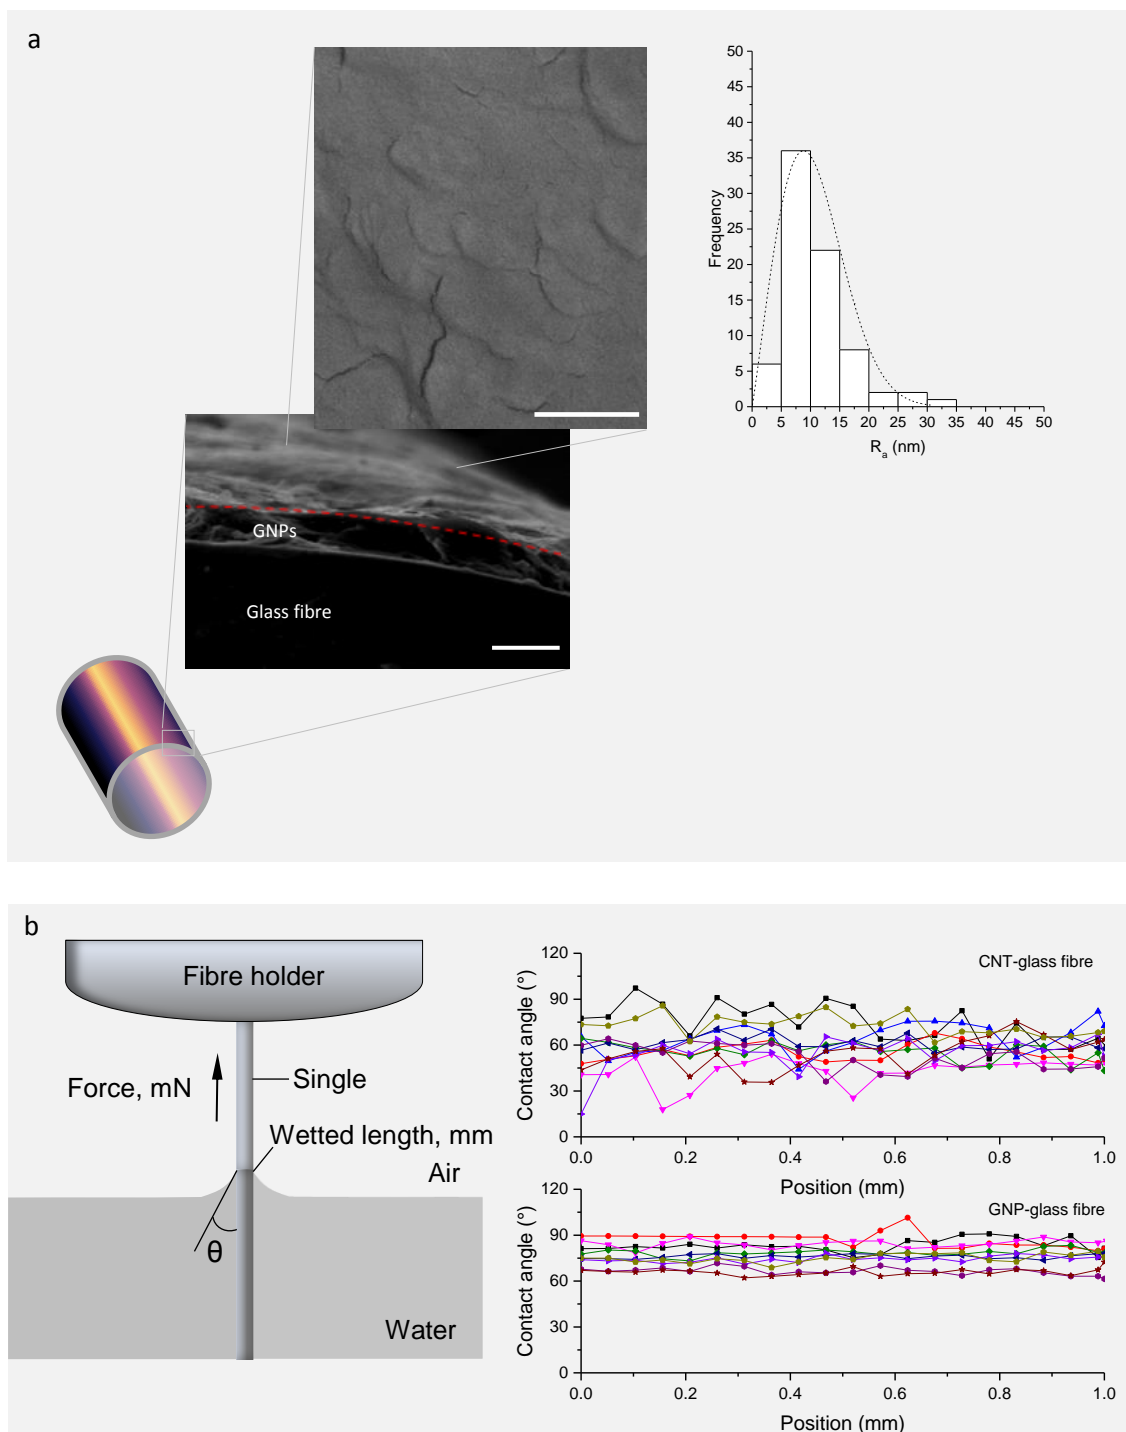 a
50
45
40
35
30
25
20
15
10
5
0
Frequency
0 5 10 15 20 25 30 35 40 45 50
Ra (nm)
GNPs
Glass fibre
b
Fibre holder
Force, mN
Single
Wetted length, mm
Air
θ
Water
120
90
60
30
0
Contact angle (°)
CNT-glass fibre
0.0 0.2 0.4 0.6 0.8 1.0
Position (mm)
120
90
60
30
0
Contact angle (°)
GNP-glass fibre
0.0 0.2 0.4 0.6 0.8 1.0
Position (mm)